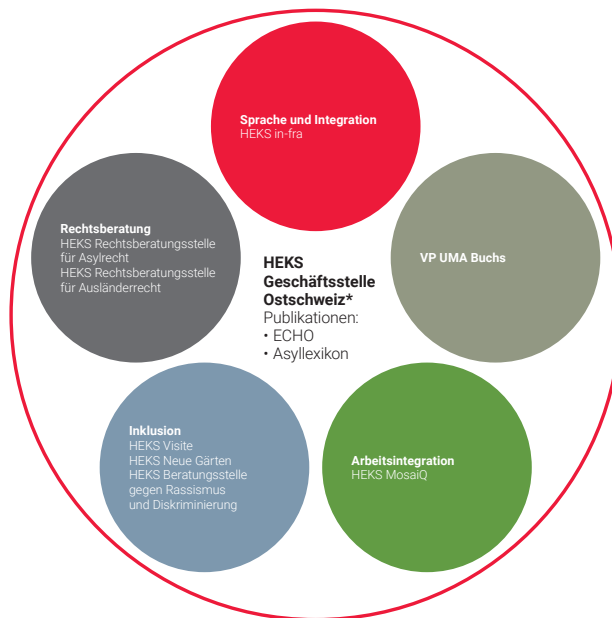 Sprache und Integration
HEKS in-fra
Rechtsberatung
HEKS Rechtsberatungsstelle
für Asylrecht
HEKS Rechtsberatungsstelle
für Ausländerrecht
VP UMA Buchs
HEKS
Geschäftsstelle
Ostschweiz*
Publikationen:
• ECHO
• Asyllexikon
Inklusion
HEKS Visite
HEKS Neue Gärten
HEKS Beratungsstelle
gegen Rassismus
und Diskriminierung
Arbeitsintegration
HEKS MosaiQ